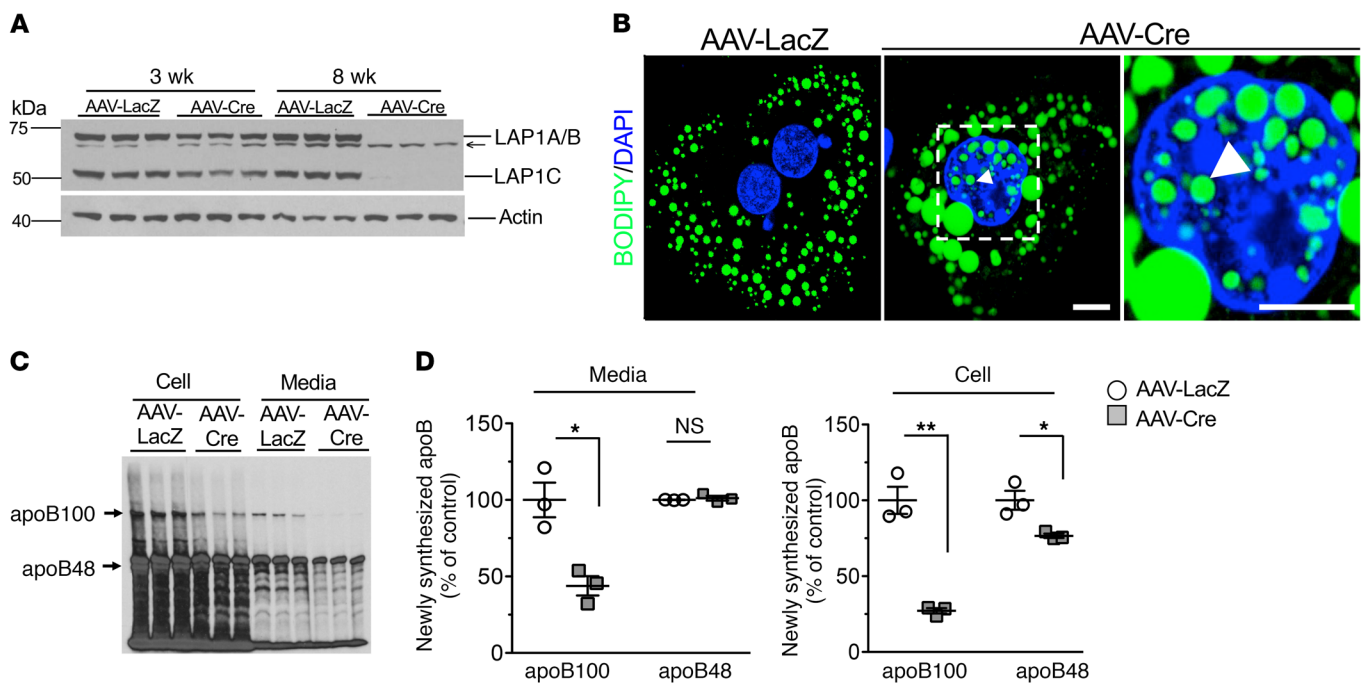 A
3 wk 8 wk
kDa AAV-LacZ AAV-Cre AAV-LacZ AAV-Cre
75
LAP1A/B
50 LAP1C
40 Actin
B
AAV-LacZ AAV-Cre
BODIPY/DAPI
C
Cell Media
AAV-LacZ AAV-Cre AAV-LacZ AAV-Cre
apoB100
apoB48
D
Media
Newly synthesized apoB
(% of control)
150
100
50
0
* NS
apoB100 apoB48
Cell
Newly synthesized apoB
(% of control)
150
100
50
0
** *
apoB100 apoB48
AAV-LacZ
AAV-Cre